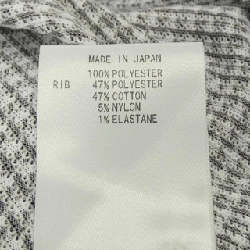 MADE IN JAPAN
100% POLYESTER
RIB 47% POLYESTER
47% COTTON
5% NYLON
1% ELASTANE